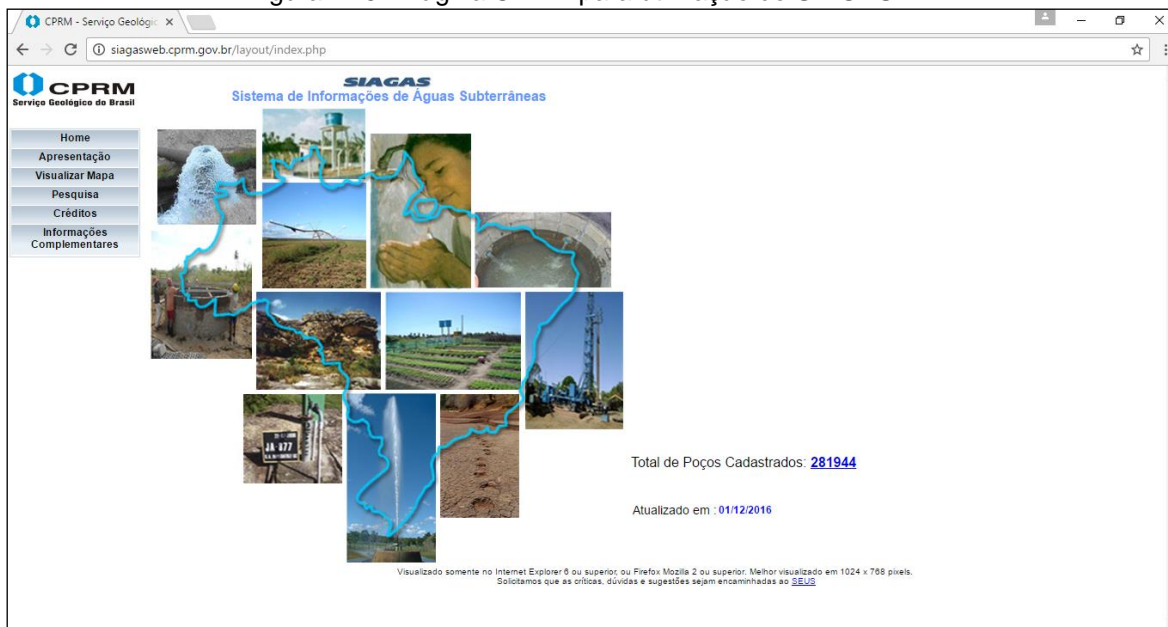 CPRM - Serviço Geológic
siagasweb.cprm.gov.br/layout/index.php
CPRM
Serviço Geológico do Brasil
SIAGAS
Sistema de Informações de Águas Subterrâneas
Home
Apresentação
Visualizar Mapa
Pesquisa
Créditos
Informações
Complementares
JA-177
Total de Poços Cadastrados: 281944
Atualizado em : 01/12/2016
Visualizado somente no Internet Explorer 6 ou superior, ou Firefox Mozilla 2 ou superior. Melhor visualizado em 1024 x 768 pixels.
Solicitamos que as críticas, dúvidas e sugestões sejam encaminhadas ao SEUS